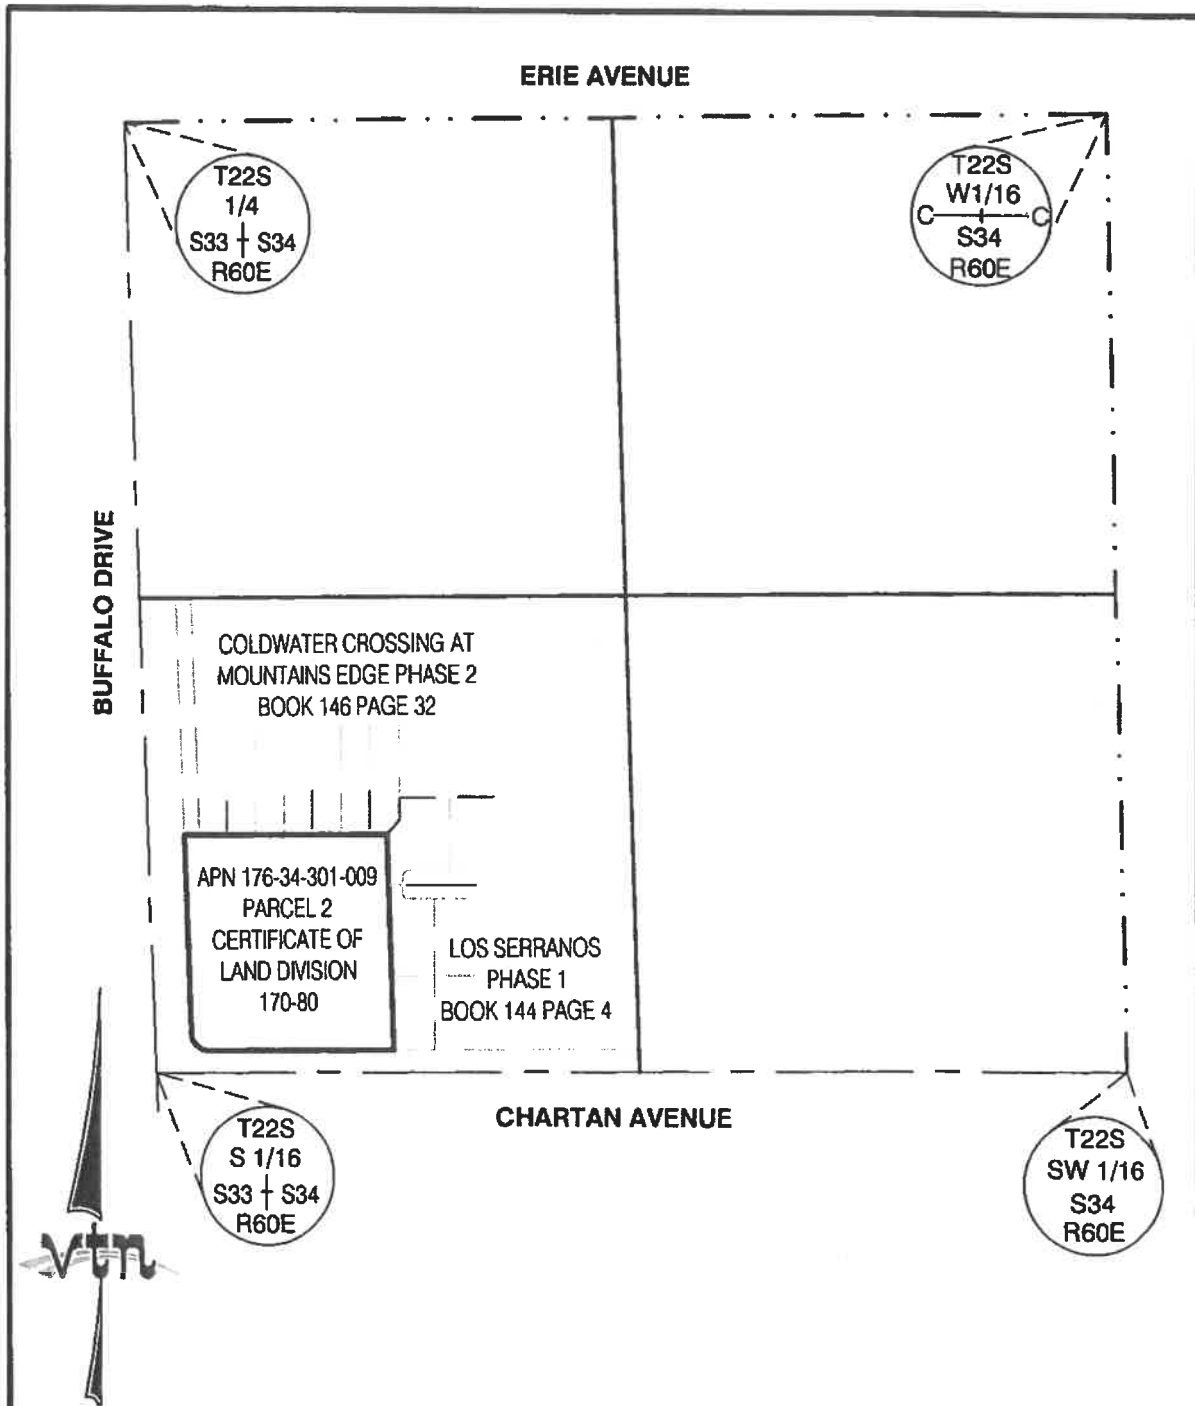 ERIE AVENUE
T22S
1/4
S33 S34
R60E
T22S
W1/16
C C
S34
R60E
BUFFALO DRIVE
COLDWATER CROSSING AT
MOUNTAINS EDGE PHASE 2
BOOK 146 PAGE 32
APN 176-34-301-009
PARCEL 2
CERTIFICATE OF
LAND DIVISION
170-80
LOS SERRANOS
PHASE 1
BOOK 144 PAGE 4
CHARTAN AVENUE
T22S
S 1/16
S33 S34
R60E
T22S
SW 1/16
S34
R60E
vtn